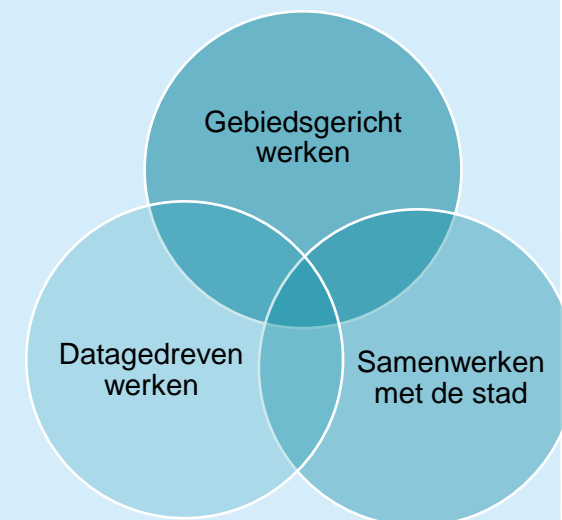 Gebiedsgericht
werken
Datagedreven
werken
Samenwerken
met de stad